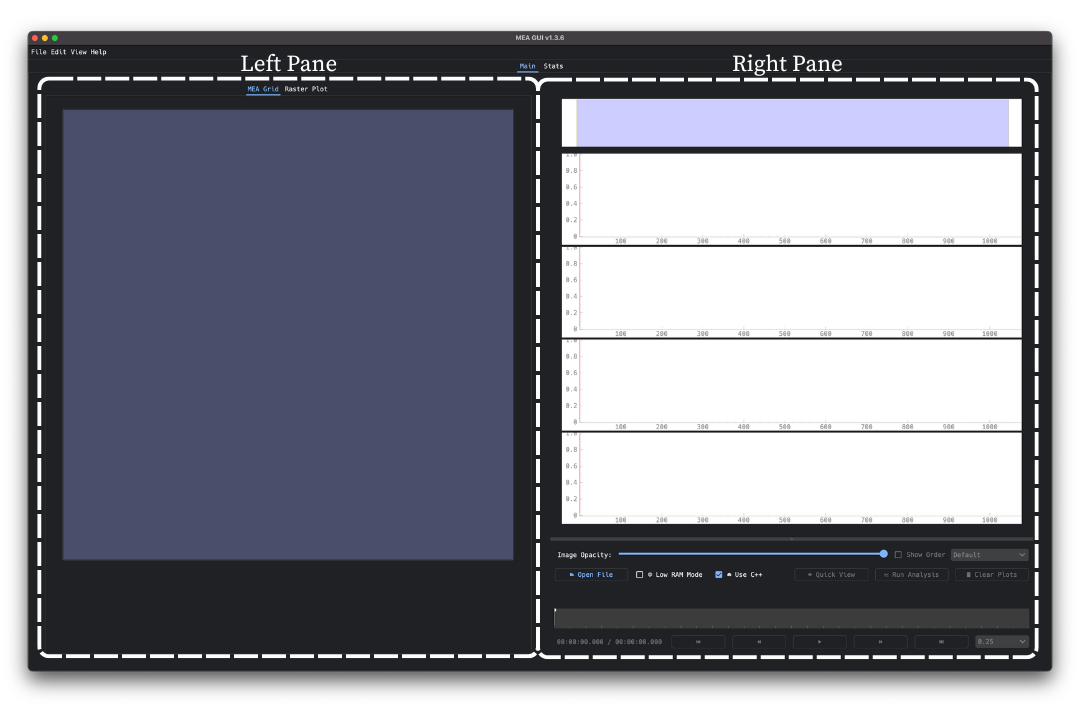 MEA GUI v1.3.6
File Edit View Help
Left Pane
Right Pane
Main Stats
MEA Grid Raster Plot
1.0
0.8
0.6
0.4
0.2
0
100 200 300 400 500 600 700 800 900 1000
1.0
0.8
0.6
0.4
0.2
0
100 200 300 400 500 600 700 800 900 1000
1.0
0.8
0.6
0.4
0.2
0
100 200 300 400 500 600 700 800 900 1000
1.0
0.8
0.6
0.4
0.2
0
100 200 300 400 500 600 700 800 900 1000
Image Opacity: Show Order Default
Open File Low RAM Mode Use C++ Quick View Run Analysis Clear Plots
00:00:00.000 / 00:00:00.000 0.25